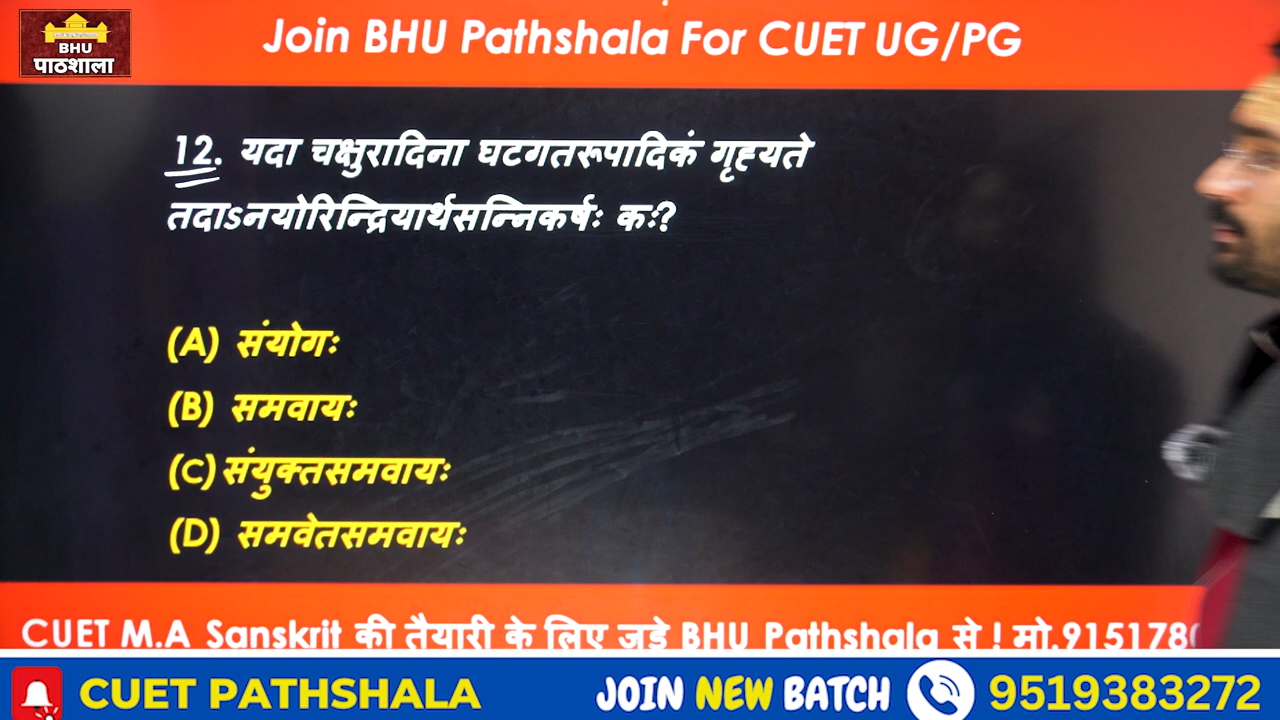 BHU
पाठशाला
Join BHU Pathshala For CUET UG/PG
12. यदा चक्षुरादिना घटगतरूपादिकं गृह्यते
तदाऽनयोरिन्द्रियार्थसन्निकर्षः कः?
(A) संयोगः
(B) समवायः
(C) संयुक्तसमवायः
(D) समवेतसमवायः
CUET M.A Sanskrit की तैयारी के लिए जुड़े BHU Pathshala से ! मो.915178
CUET PATHSHALA
JOIN NEW BATCH
9519383272